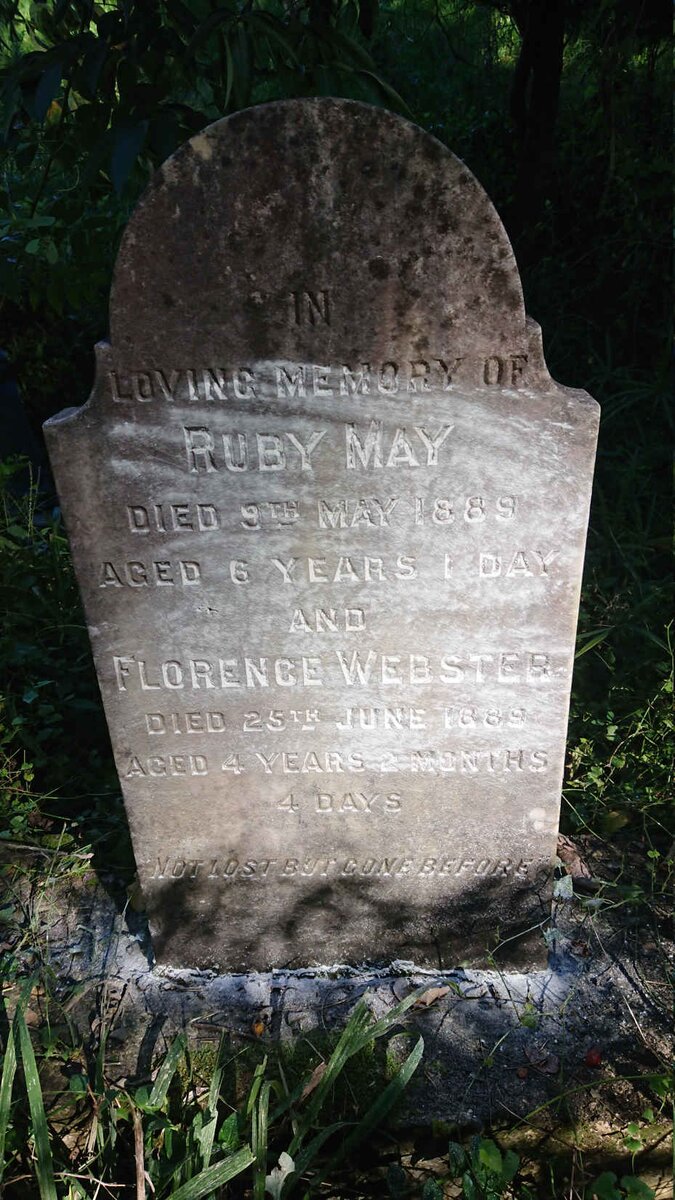 IN
LOVING MEMORY OF
RUBY MAY
DIED 9TH MAY 1889
AGED 6 YEARS 1 DAY
AND
FLORENCE WEBSTER
DIED 25TH JUNE 1889
AGED 4 YEARS 2 MONTHS
4 DAYS
"NOT LOST BUT GONE BEFORE"